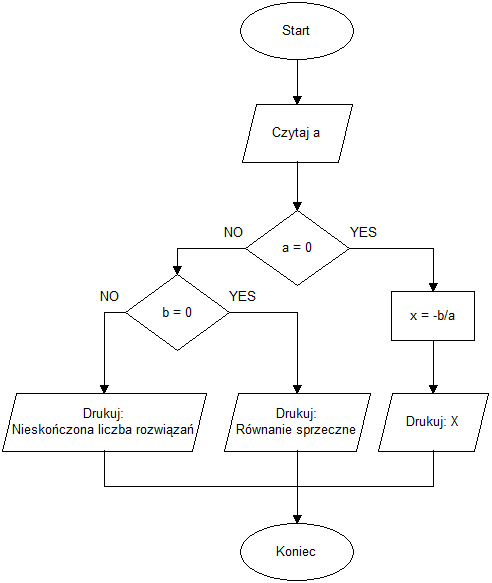 Start
Czytaj a
a = 0
NO
YES
b = 0
NO
YES
x = -b/a
Drukuj:
Nieskończona liczba rozwiązań
Drukuj:
Równanie sprzeczne
Drukuj: X
Koniec